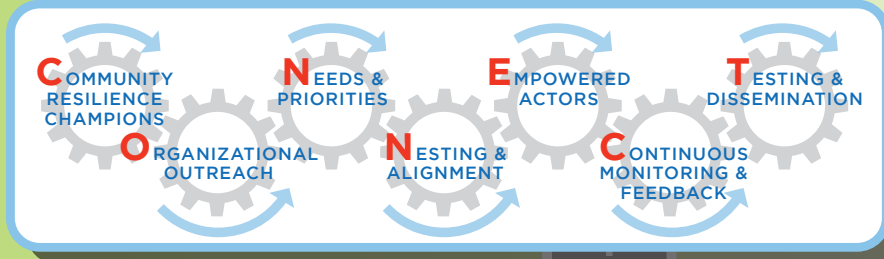 COMMUNITY
RESILIENCE
CHAMPIONS
ORGANIZATIONAL
OUTREACH
NEEDS &
PRIORITIES
NESTING &
ALIGNMENT
EMPOWERED
ACTORS
CONTINUOUS
MONITORING &
FEEDBACK
TESTING &
DISSEMINATION